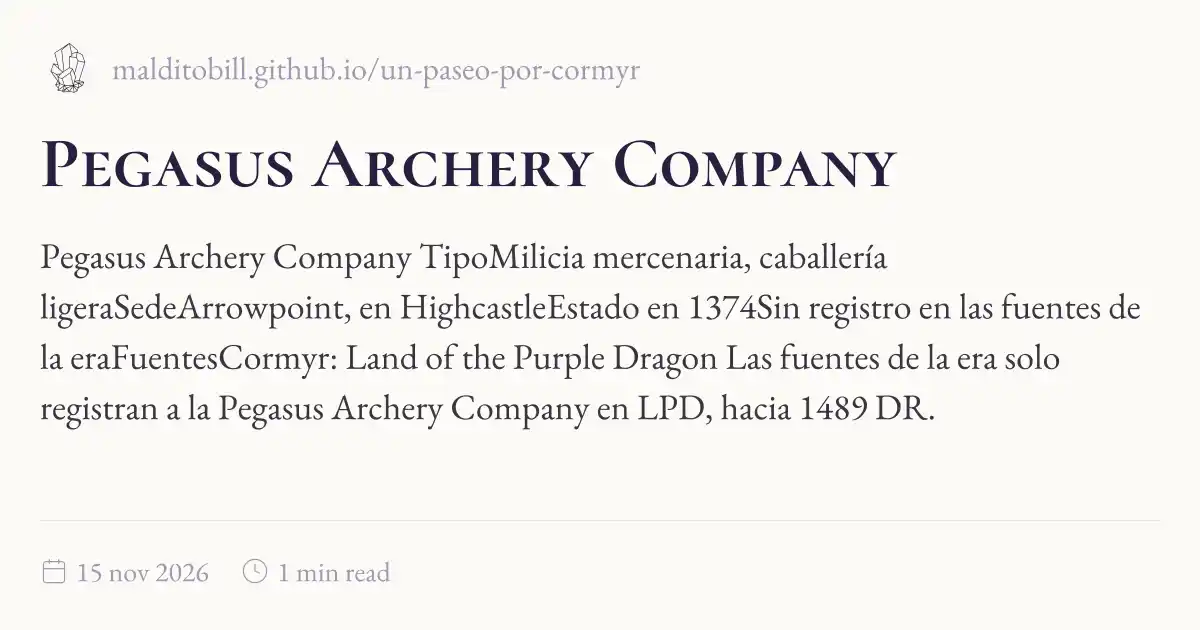 malditobill.github.io/un-paseo-por-cormyr
Pegasus Archery Company
Pegasus Archery Company TipoMilicia mercenaria, caballería
ligeraSedeArrowpoint, en HighcastleEstado en 1374Sin registro en las fuentes de
la eraFuentesCormyr: Land of the Purple Dragon Las fuentes de la era solo
registran a la Pegasus Archery Company en LPD, hacia 1489 DR.
15 nov 2026 1 min read